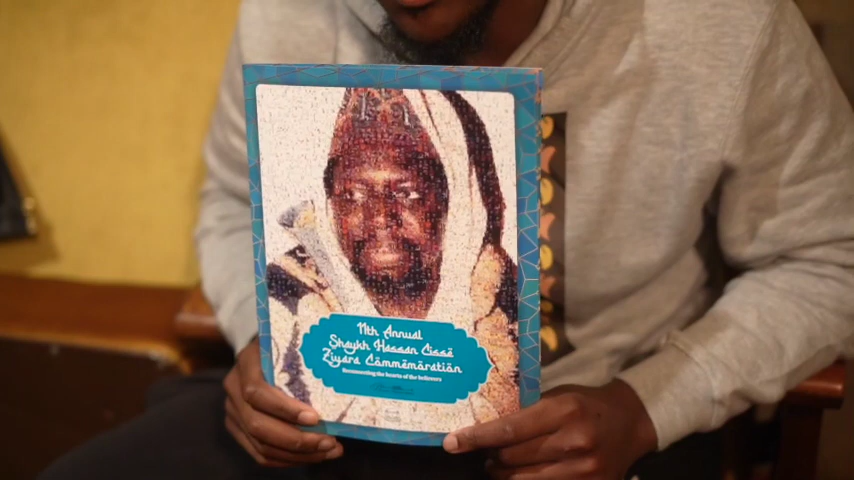 11th Annual
Shaykh Hassan Cissé
Ziyara Commemoration
Reconnecting the hearts of the believers